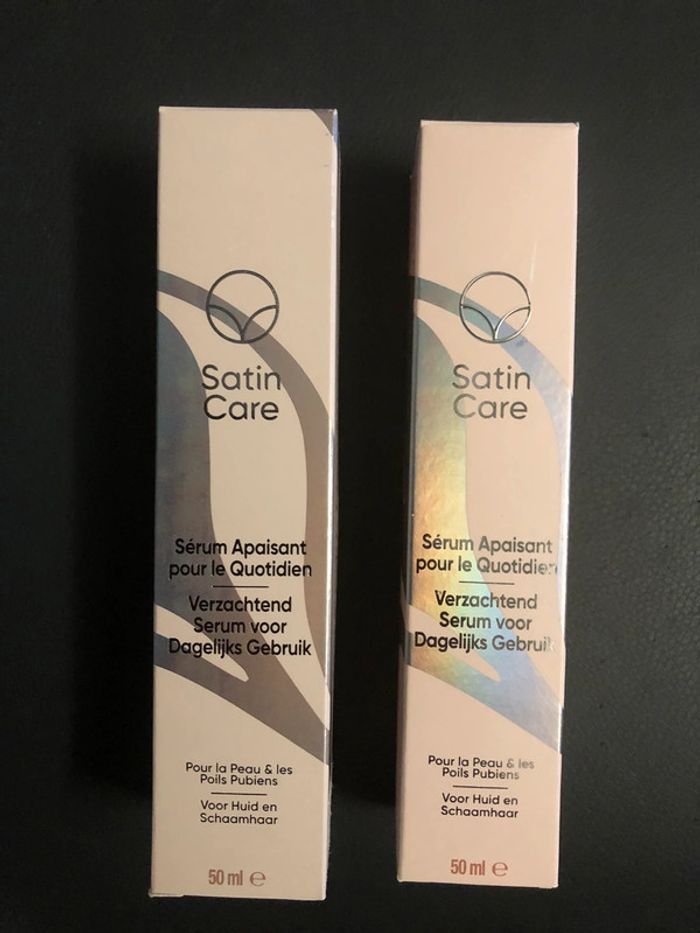 Satin
Care
Sérum Apaisant
pour le Quotidien
Verzachtend
Serum voor
Dagelijks Gebruik
Pour la Peau & les
Poils Pubiens
Voor Huid en
Schaamhaar
50 ml e
Satin
Care
Sérum Apaisant
pour le Quotidien
Verzachtend
Serum voor
Dagelijks Gebruik
Pour la Peau & les
Poils Pubiens
Voor Huid en
Schaamhaar
50 ml e